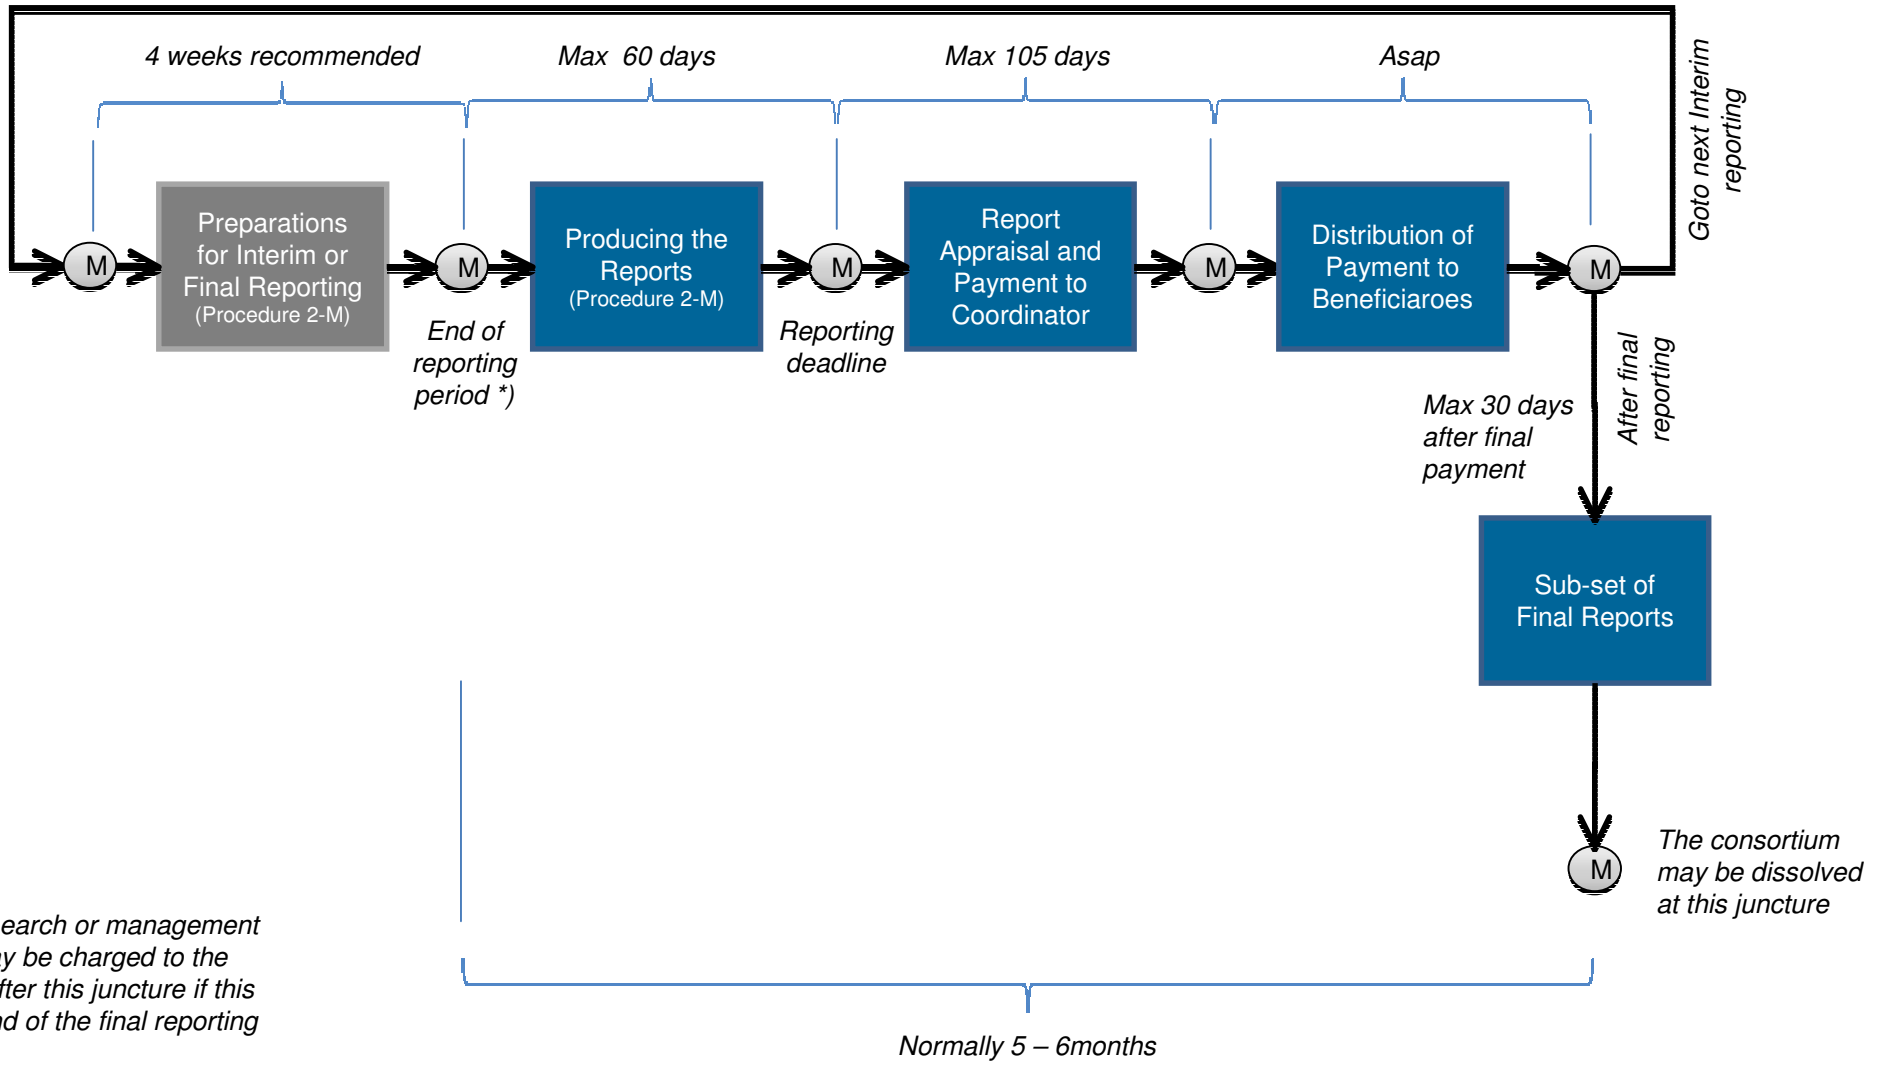 4 weeks recommended
Max 60 days
Max 105 days
Asap
Goto next Interim
reporting
M
Preparations
for Interim or
Final Reporting
(Procedure 2-M)
M
End of
reporting
period *)
Producing the
Reports
(Procedure 2-M)
M
Reporting
deadline
Report
Appraisal and
Payment to
Coordinator
M
Distribution of
Payment to
Beneficiaroes
M
Max 30 days
after final
payment
After final
reporting
Sub-set of
Final Reports
M
The consortium
may be dissolved
at this juncture
earch or management
be charged to the
this juncture if this
of the final reporting
Normally 5 – 6months